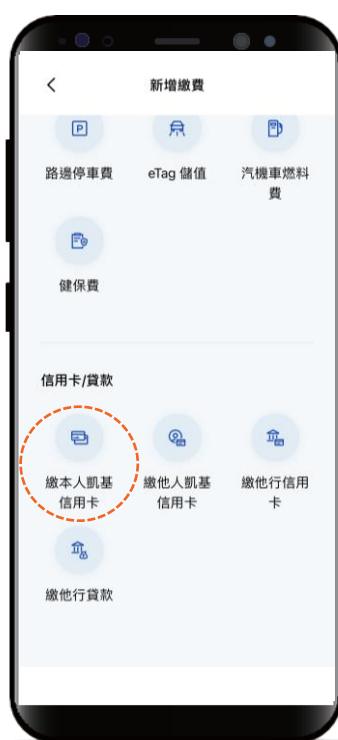 新增繳費
路邊停車費 eTag 儲值 汽機車燃料
費
健保費
信用卡/貸款
繳本人凱基 繳他人凱基 繳他行信用
信用卡 信用卡 卡
繳他行貸款